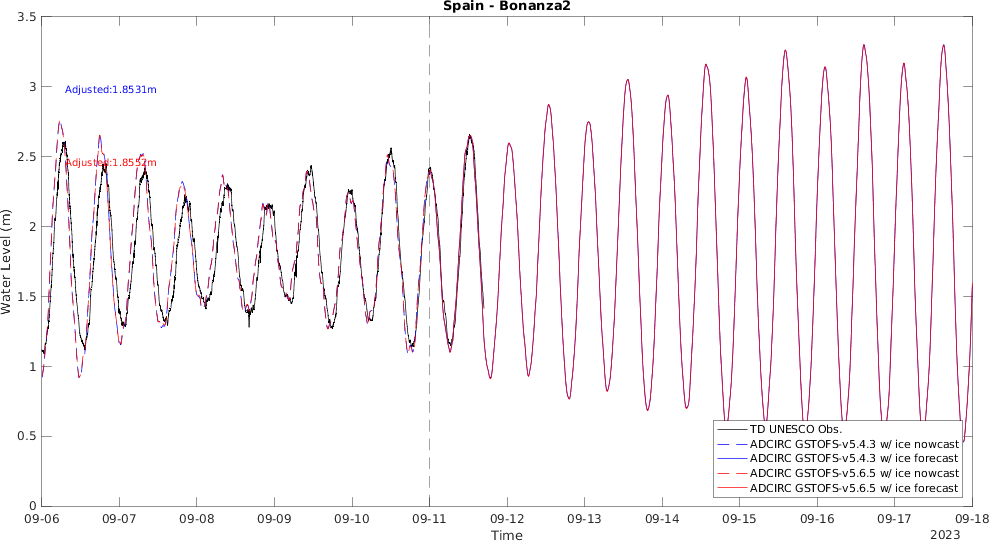 Spain - Bonanza2
3.5
3
2.5
2
1.5
1
0.5
0
Water Level (m)
Adjusted:1.8531m
Adjusted:1.8552m
TD UNESCO Obs.
ADCIRC GSTOFS-v5.4.3 w/ ice nowcast
ADCIRC GSTOFS-v5.4.3 w/ ice forecast
ADCIRC GSTOFS-v5.6.5 w/ ice nowcast
ADCIRC GSTOFS-v5.6.5 w/ ice forecast
09-06 09-07 09-08 09-09 09-10 09-11 09-12 09-13 09-14 09-15 09-16 09-17 09-18
Time
2023